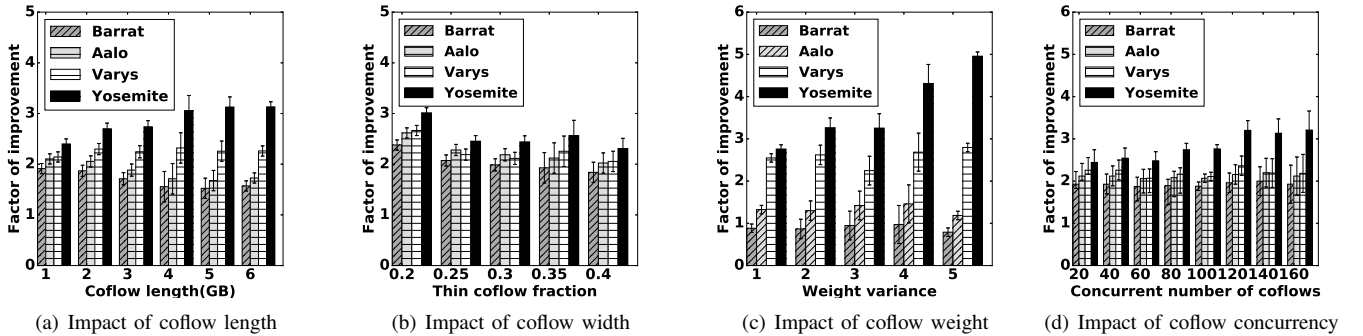 5
4
3
2
1
0
Factor of improvement
Barrat
Aalo
Varys
Yosemite
1 2 3 4 5 6
Coflow length(GB)
(a) Impact of coflow length
5
4
3
2
1
0
Factor of improvement
Barrat
Aalo
Varys
Yosemite
0.2 0.25 0.3 0.35 0.4
Thin coflow fraction
(b) Impact of coflow width
6
5
4
3
2
1
0
Factor of improvement
Barrat
Aalo
Varys
Yosemite
1 2 3 4 5
Weight variance
(c) Impact of coflow weight
6
5
4
3
2
1
0
Factor of improvement
Barrat
Aalo
Varys
Yosemite
20 40 60 80 100 120 140 160
Concurrent number of coflows
(d) Impact of coflow concurrency